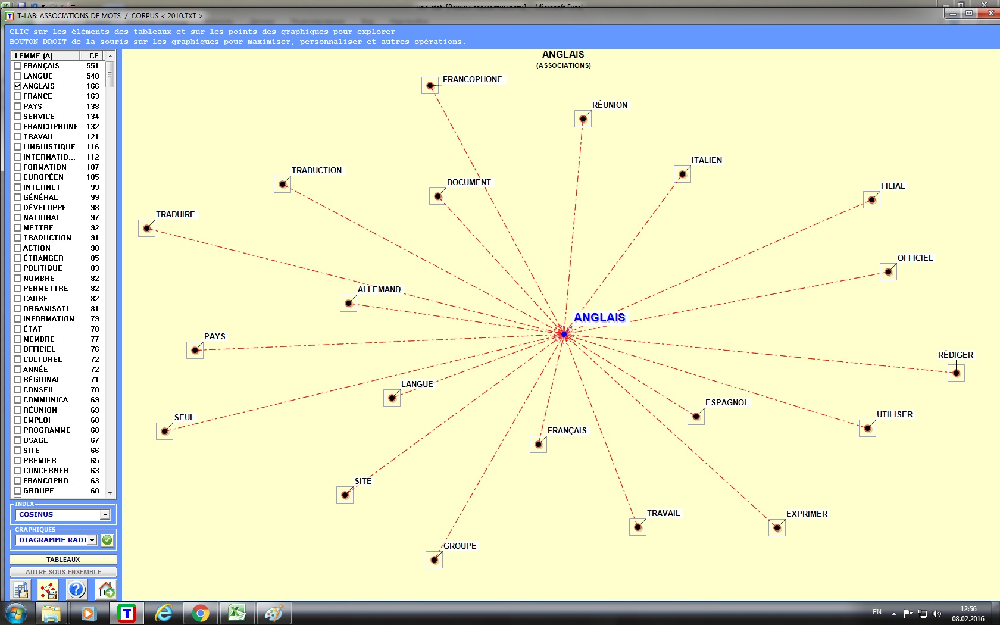 voc_stat [Режим совместимости] - Microsoft Excel
T-LAB: ASSOCIATIONS DE MOTS / CORPUS < 2010.TXT >
CLIC sur les éléments des tableaux et sur les points des graphiques pour explorer
BOUTON DROIT de la souris sur les graphiques pour maximiser, personnaliser et autres opérations.
LEMME (A) CE
FRANÇAIS 551
LANGUE 540
ANGLAIS 166
FRANCE 163
PAYS 138
SERVICE 134
FRANCOPHONE 132
TRAVAIL 121
LINGUISTIQUE 116
INTERNATIO... 112
FORMATION 107
EUROPÉEN 105
INTERNET 99
GÉNÉRAL 99
DÉVELOPPE... 98
NATIONAL 97
METTRE 92
TRADUCTION 91
ACTION 90
ÉTRANGER 85
POLITIQUE 83
NOMBRE 82
PERMETTRE 82
CADRE 82
ORGANISATI... 81
INFORMATION 79
ÉTAT 78
MEMBRE 77
OFFICIEL 76
CULTUREL 72
ANNÉE 72
RÉGIONAL 71
CONSEIL 70
COMMUNICA... 69
RÉUNION 69
EMPLOI 68
PROGRAMME 68
USAGE 67
SITE 66
PREMIER 65
CONCERNER 63
FRANCOPHO... 63
GROUPE 60
INDEX
COSINUS
GRAPHIQUES
DIAGRAMME RADI
TABLEAUX
AUTRE SOUS-ENSEMBLE
ANGLAIS
(ASSOCIATIONS)
FRANCOPHONE
RÉUNION
ITALIEN
TRADUCTION
DOCUMENT
FILIAL
TRADUIRE
OFFICIEL
ALLEMAND
ANGLAIS
PAYS
RÉDIGER
LANGUE
ESPAGNOL
SEUL
UTILISER
FRANÇAIS
SITE
TRAVAIL
EXPRIMER
GROUPE
EN
12:56
08.02.2016